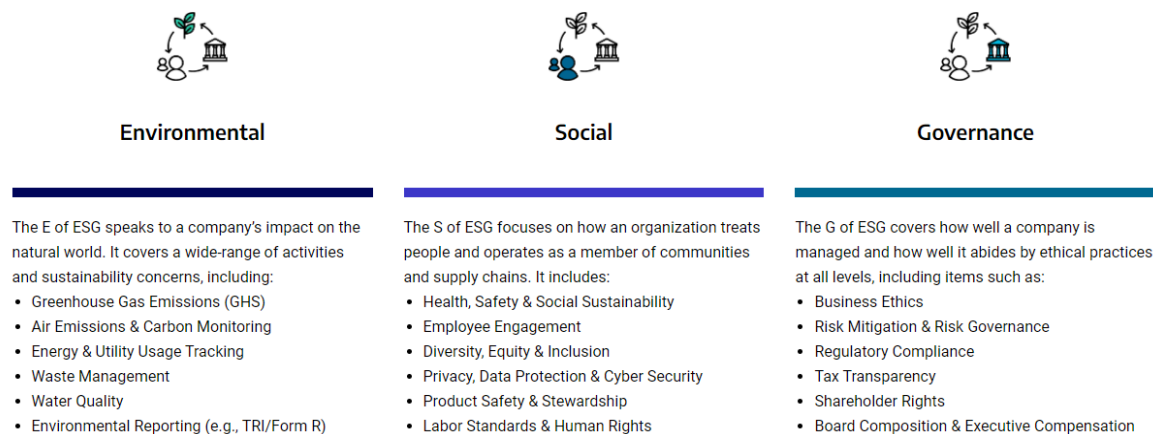 Environmental
The E of ESG speaks to a company's impact on the
natural world. It covers a wide-range of activities
and sustainability concerns, including:
• Greenhouse Gas Emissions (GHS)
• Air Emissions & Carbon Monitoring
• Energy & Utility Usage Tracking
• Waste Management
• Water Quality
• Environmental Reporting (e.g., TRI/Form R)
Social
The S of ESG focuses on how an organization treats
people and operates as a member of communities
and supply chains. It includes:
• Health, Safety & Social Sustainability
• Employee Engagement
• Diversity, Equity & Inclusion
• Privacy, Data Protection & Cyber Security
• Product Safety & Stewardship
• Labor Standards & Human Rights
Governance
The G of ESG covers how well a company is
managed and how well it abides by ethical practices
at all levels, including items such as:
• Business Ethics
• Risk Mitigation & Risk Governance
• Regulatory Compliance
• Tax Transparency
• Shareholder Rights
• Board Composition & Executive Compensation